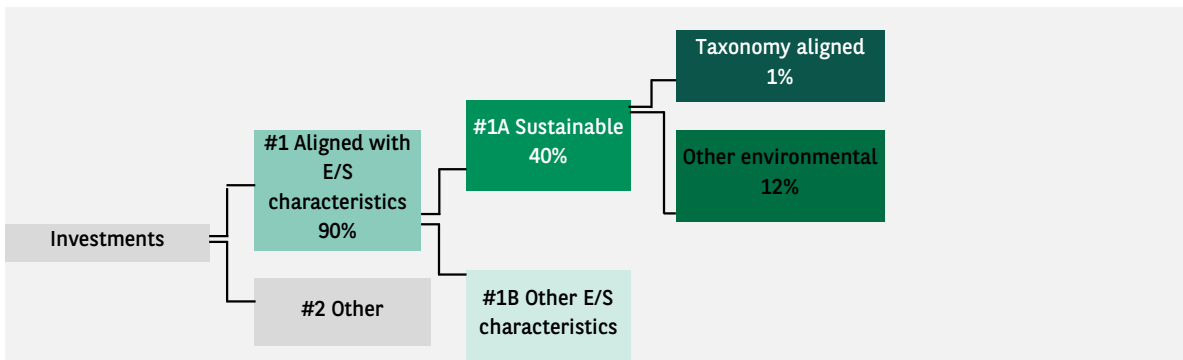 Investments
#1 Aligned with
E/S
characteristics
90%
#2 Other
#1A Sustainable
40%
#1B Other E/S
characteristics
Taxonomy aligned
1%
Other environmental
12%